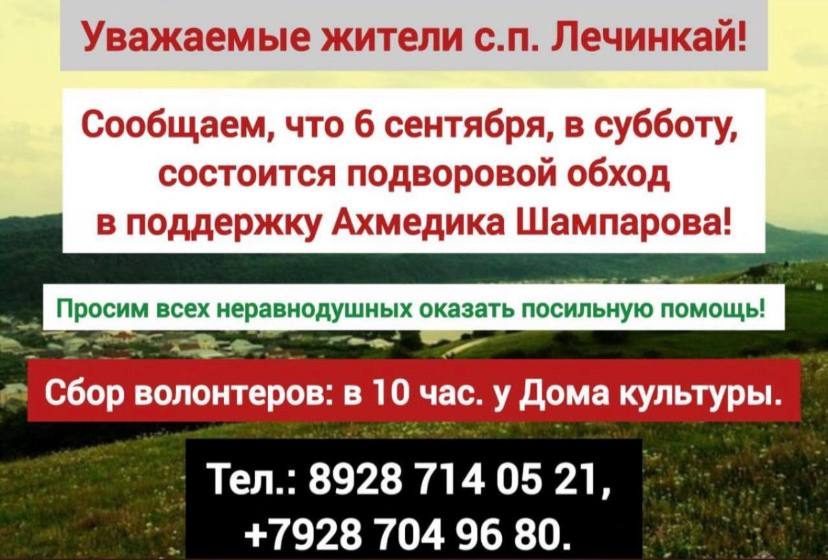 Уважаемые жители с.п. Лечинкай!
Сообщаем, что 6 сентября, в субботу,
состоится подворовой обход
в поддержку Ахмедика Шампарова!
Просим всех неравнодушных оказать посильную помощь!
Сбор волонтеров: в 10 час. у Дома культуры.
Тел.: 8928 714 05 21,
+7928 704 96 80.